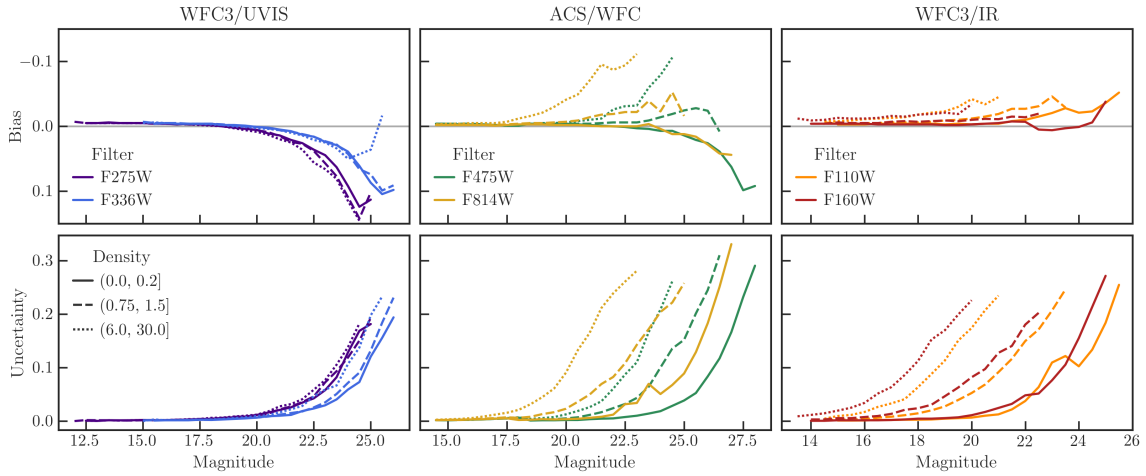 WFC3/UVIS
ACS/WFC
WFC3/IR
Bias
−0.1
0.0
0.1
Filter
F275W
F336W
Filter
F475W
F814W
Filter
F110W
F160W
Uncertainty
0.3
0.2
0.1
0.0
Density
(0.0, 0.2]
(0.75, 1.5]
(6.0, 30.0]
12.5 15.0 17.5 20.0 22.5 25.0
15.0 17.5 20.0 22.5 25.0 27.5
14 16 18 20 22 24 26
Magnitude
Magnitude
Magnitude